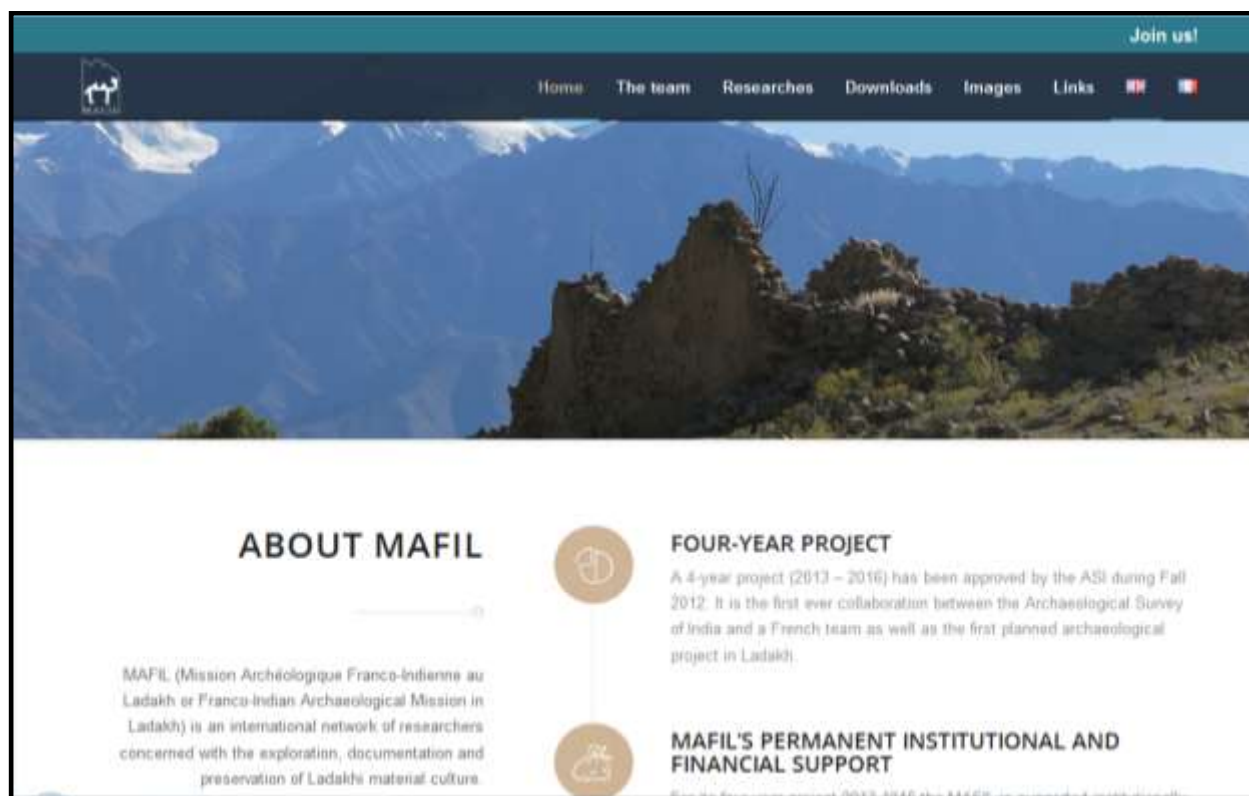 Join us!
MAFIL
Home The team Researches Downloads Images Links
ABOUT MAFIL
MAFIL (Mission Archéologique Franco-Indienne au
Ladakh or Franco-Indian Archaeological Mission in
Ladakh) is an international network of researchers
concerned with the exploration, documentation and
preservation of Ladakhi material culture.
FOUR-YEAR PROJECT
A 4-year project (2013 – 2016) has been approved by the ASI during Fall
2012. It is the first ever collaboration between the Archaeological Survey
of India and a French team as well as the first planned archaeological
project in Ladakh.
MAFIL'S PERMANENT INSTITUTIONAL AND
FINANCIAL SUPPORT